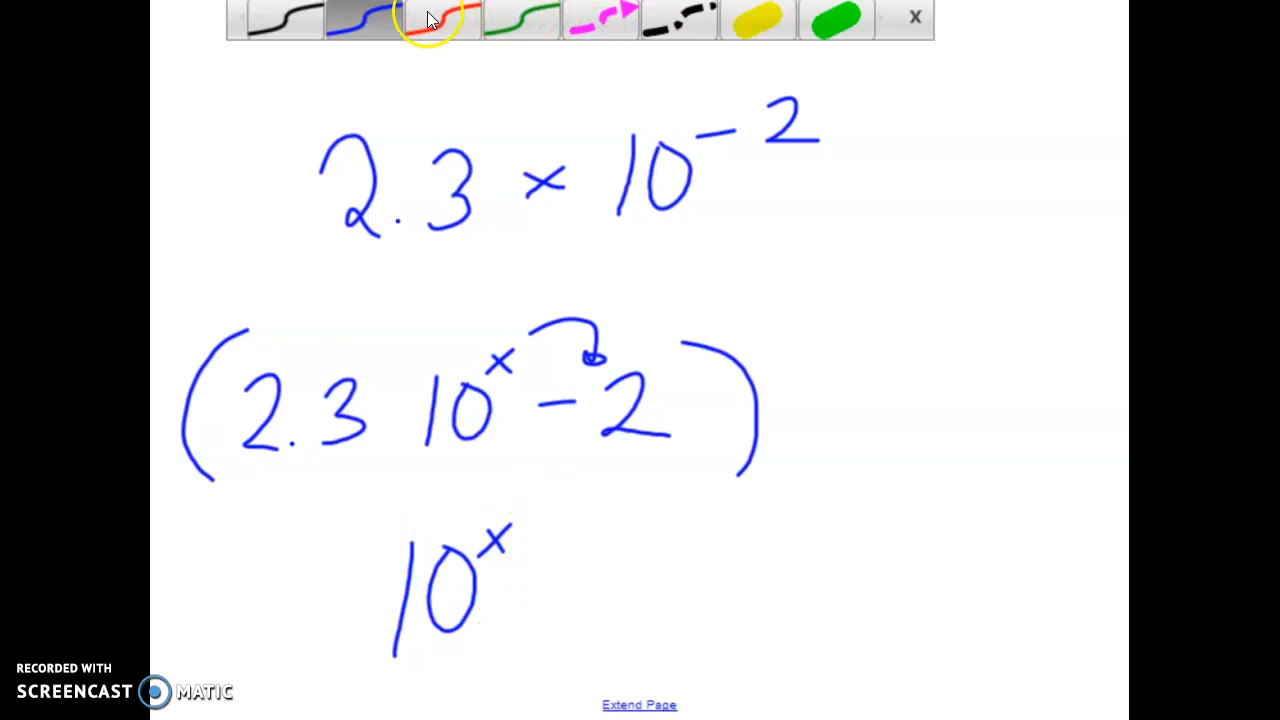 x
2.3 × 10⁻²
(2.3 10ˣ - 2)
10ˣ
RECORDED WITH
SCREENCAST MATIC
Extend Page